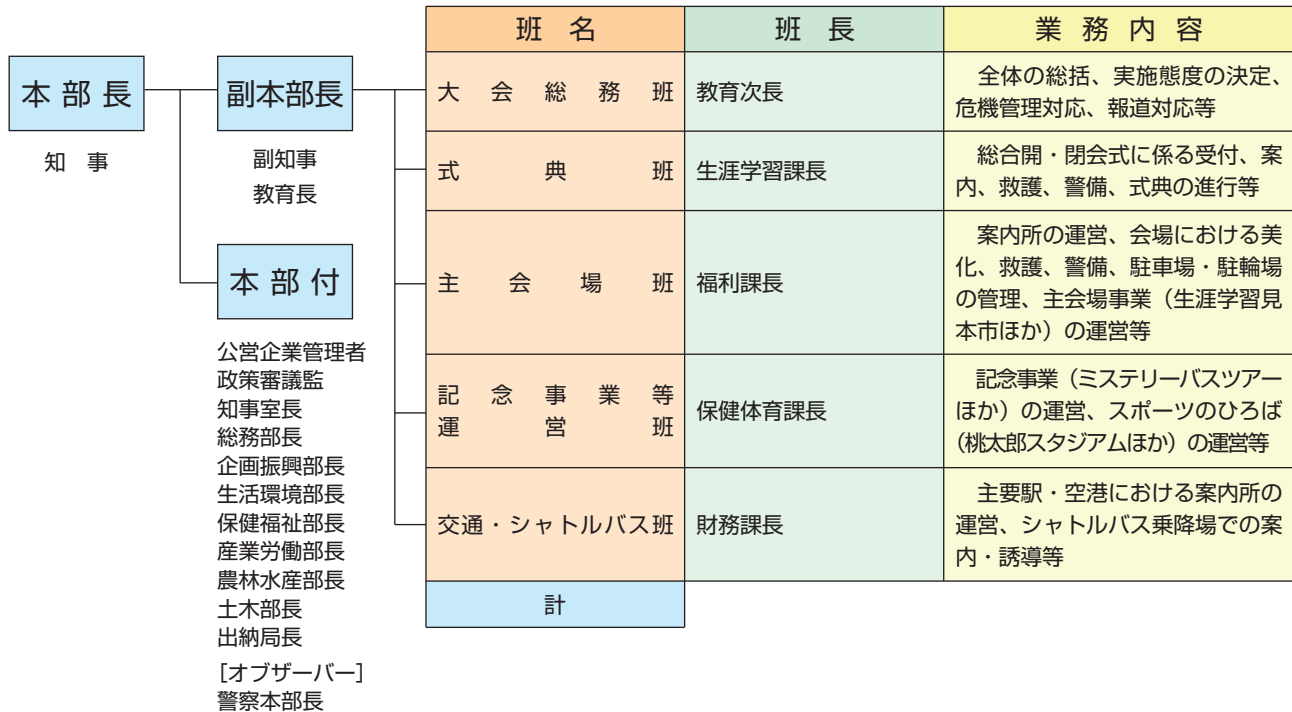 本部長
知事
副本部長
副知事
教育長
本部付
公営企業管理者
政策審議監
知事室長
総務部長
企画振興部長
生活環境部長
保健福祉部長
産業労働部長
農林水産部長
土木部長
出納局長
［オブザーバー］
警察本部長
班名
班長
業務内容
大会総務班
教育次長
全体の総括、実施態度の決定、
危機管理対応、報道対応等
式典班
生涯学習課長
総合開・閉会式に係る受付、案
内、救護、警備、式典の進行等
主会場班
福利課長
案内所の運営、会場における美
化、救護、警備、駐車場・駐輪場
の管理、主会場事業（生涯学習見
本市ほか）の運営等
記念事業等
運営班
保健体育課長
記念事業（ミステリーバスツアー
ほか）の運営、スポーツのひろば
（桃太郎スタジアムほか）の運営等
交通・シャトルバス班
財務課長
主要駅・空港における案内所の
運営、シャトルバス乗降場での案
内・誘導等
計